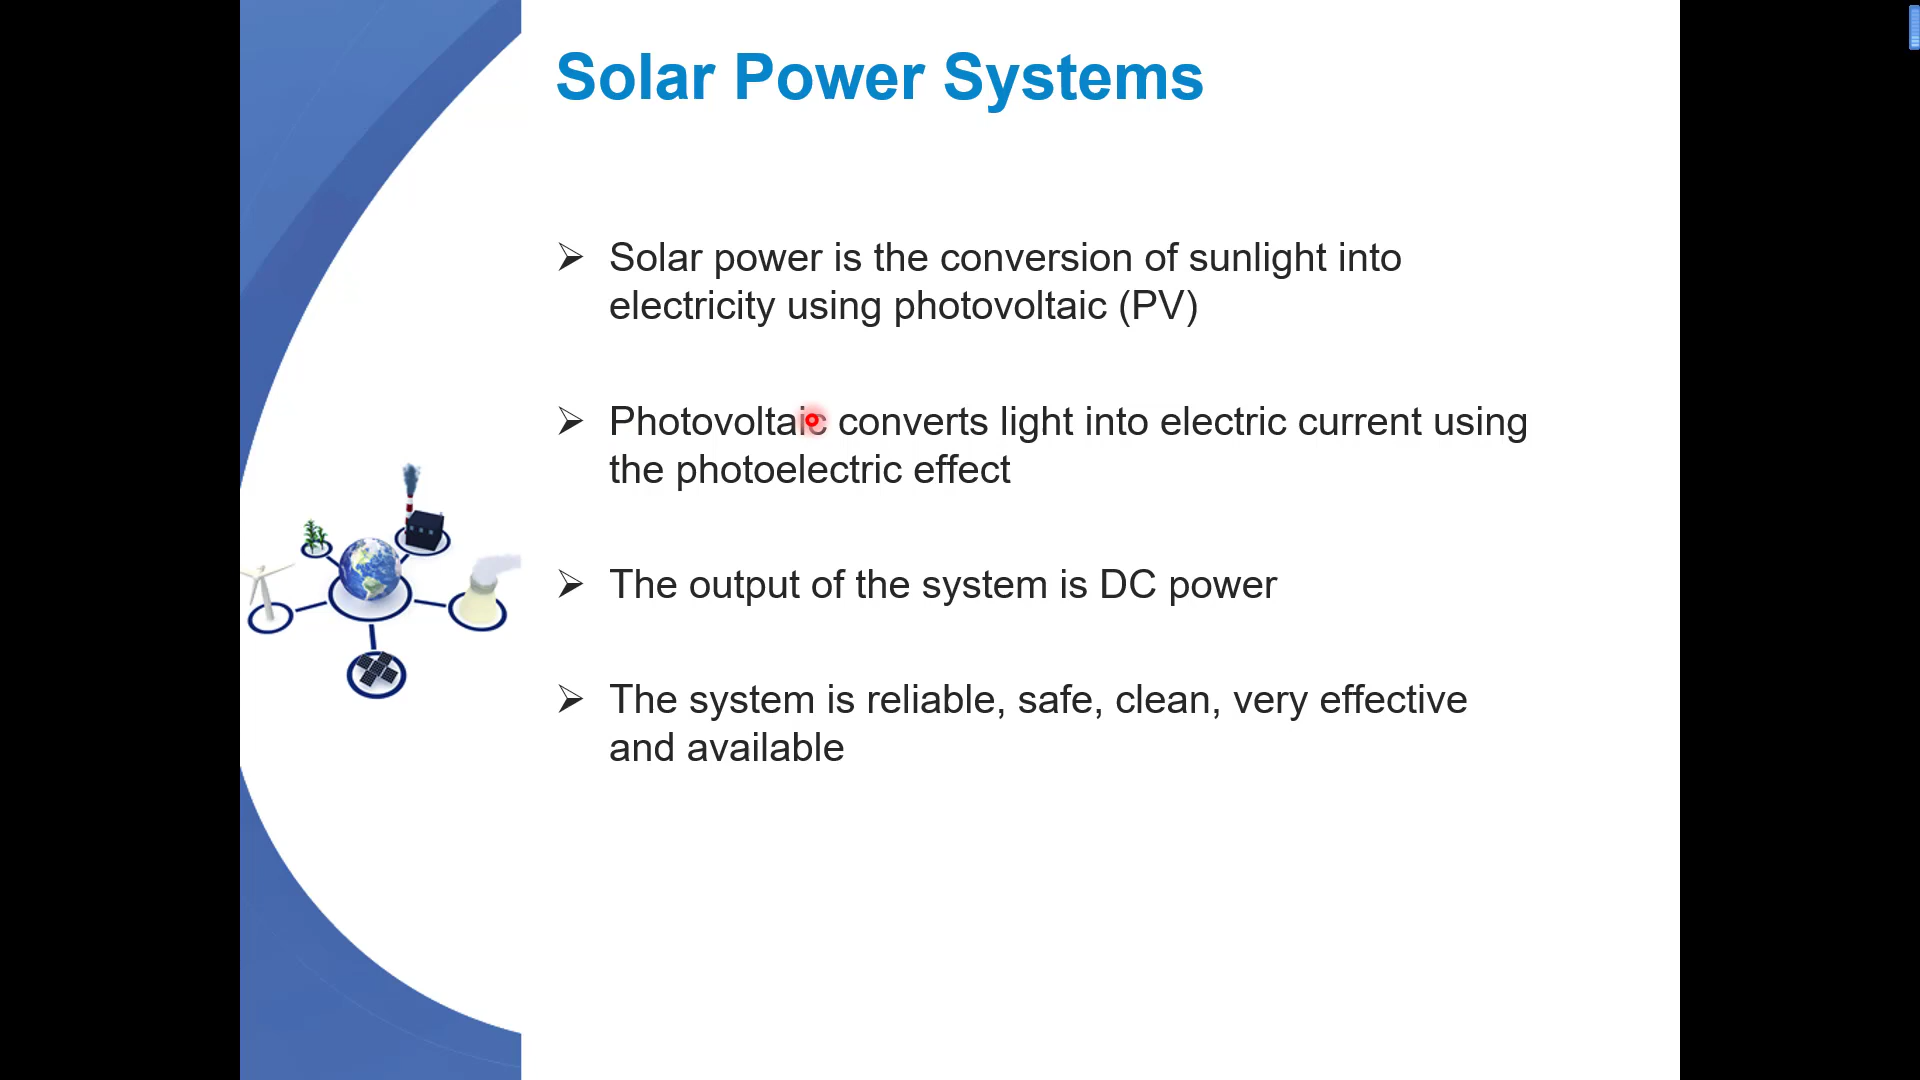 Solar Power Systems
Solar power is the conversion of sunlight into
electricity using photovoltaic (PV)
Photovoltaic converts light into electric current using
the photoelectric effect
The output of the system is DC power
The system is reliable, safe, clean, very effective
and available